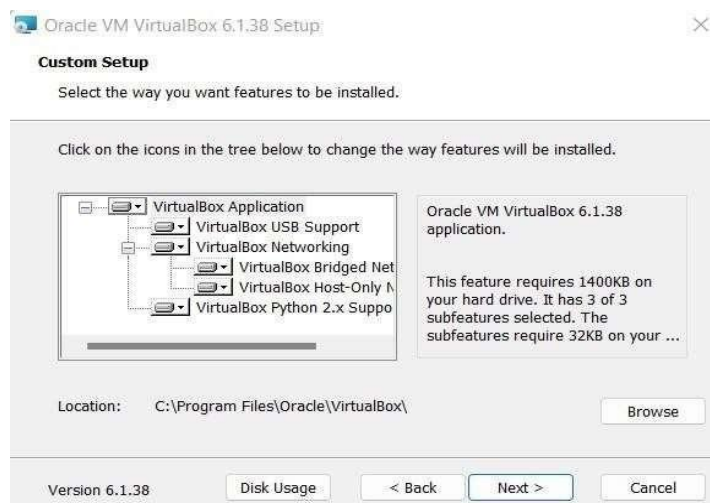 Oracle VM VirtualBox 6.1.38 Setup
Custom Setup
Select the way you want features to be installed.
Click on the icons in the tree below to change the way features will be installed.
VirtualBox Application
VirtualBox USB Support
VirtualBox Networking
VirtualBox Bridged Net
VirtualBox Host-Only N
VirtualBox Python 2.x Suppo
Oracle VM VirtualBox 6.1.38
application.
This feature requires 1400KB on
your hard drive. It has 3 of 3
subfeatures selected. The
subfeatures require 32KB on your ...
Location: C:\Program Files\Oracle\VirtualBox\
Browse
Version 6.1.38
Disk Usage
< Back
Next >
Cancel